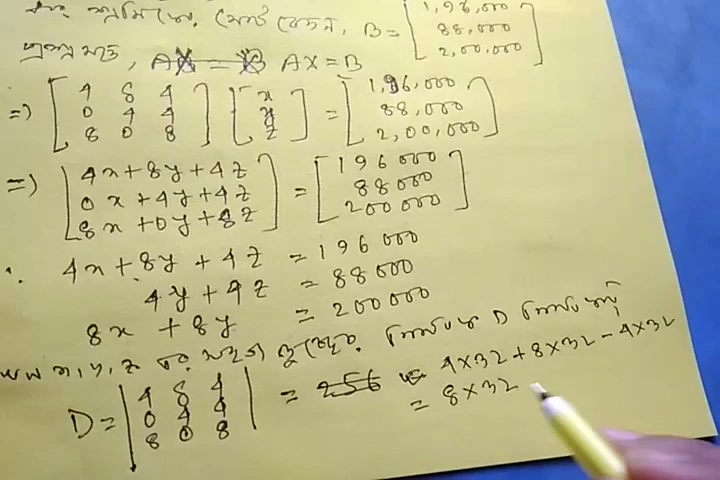 B = [1,96,000
88,000
2,00,000]
AX = B
=> [4 8 4
0 4 4
8 0 8] [x
y
z] = [1,96,000
88,000
2,00,000]
=> [4x+8y+4z
0x+4y+4z
8x+0y+8z] = [196000
88000
200000]
∴ 4x+8y+4z = 196000
4y+4z = 88000
8x+8y = 200000
x, y, z এর সহগ D
D = |4 8 4
0 4 4
8 0 8| = 256 4×32+8×32-4×32
= 8×32